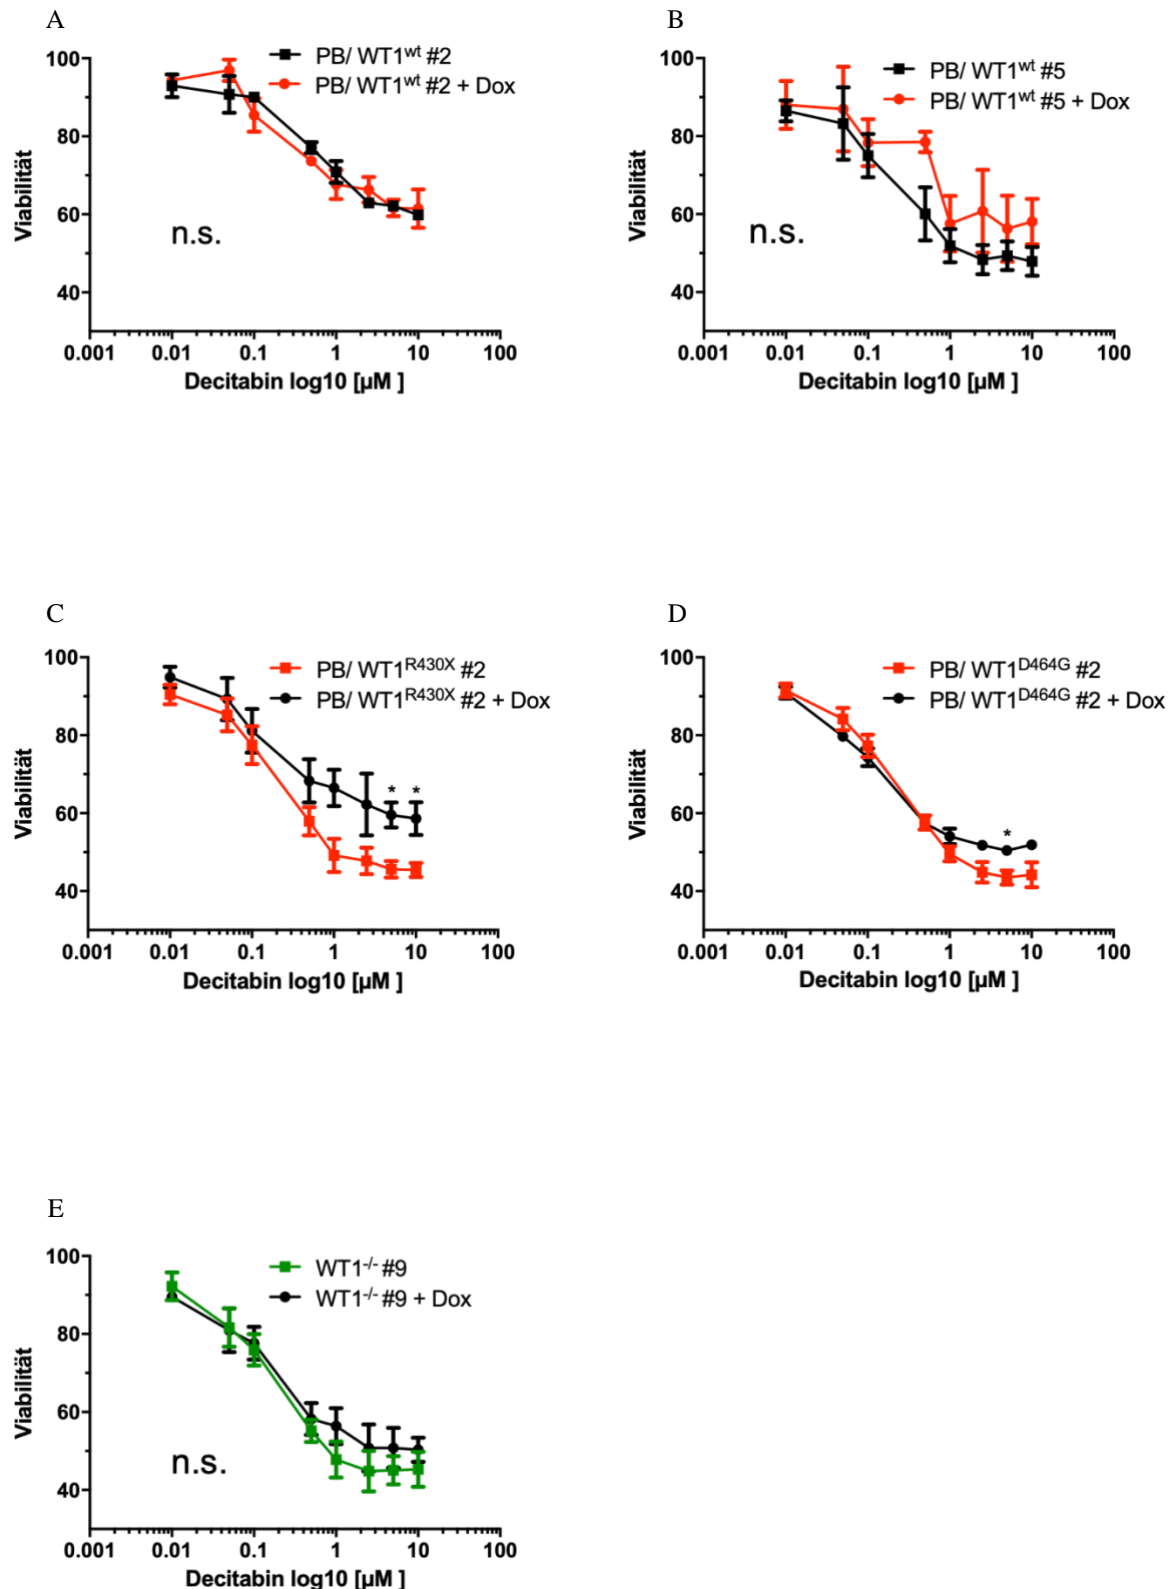 A
PB/ WT1ʷᵗ #2
PB/ WT1ʷᵗ #2 + Dox
100
80
60
40
Viabilität
n.s.
0.001 0.01 0.1 1 10 100
Decitabin log10 [µM ]
B
PB/ WT1ʷᵗ #5
PB/ WT1ʷᵗ #5 + Dox
100
80
60
40
Viabilität
n.s.
0.001 0.01 0.1 1 10 100
Decitabin log10 [µM ]
C
PB/ WT1R430X #2
PB/ WT1R430X #2 + Dox
100
80
60
40
Viabilität
* *
0.001 0.01 0.1 1 10 100
Decitabin log10 [µM ]
D
PB/ WT1D464G #2
PB/ WT1D464G #2 + Dox
100
80
60
40
Viabilität
*
0.001 0.01 0.1 1 10 100
Decitabin log10 [µM ]
E
WT1-/- #9
WT1-/- #9 + Dox
100
80
60
40
Viabilität
n.s.
0.001 0.01 0.1 1 10 100
Decitabin log10 [µM ]